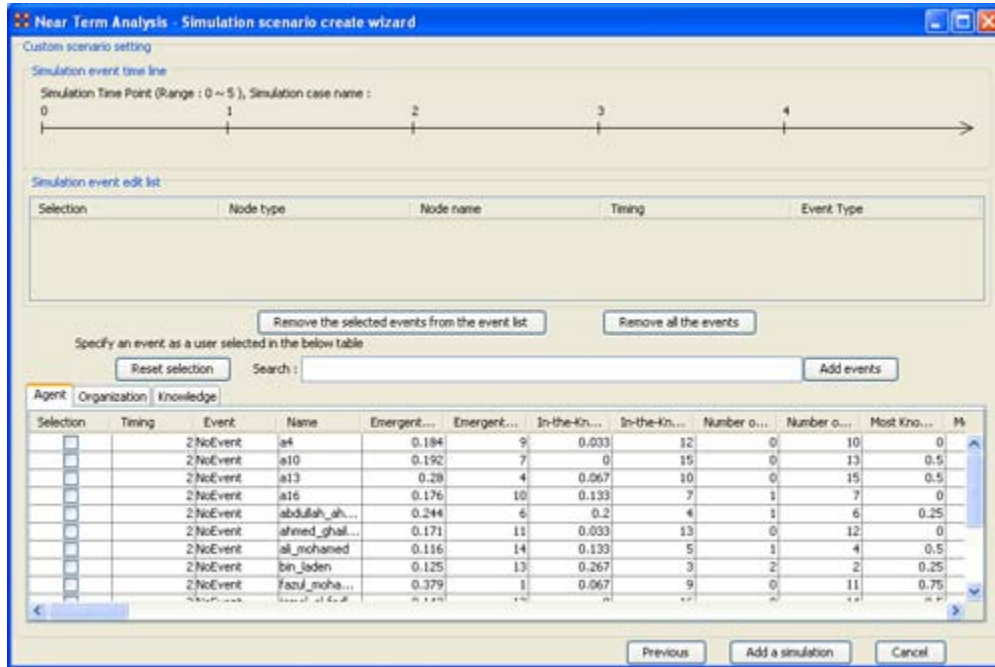 Near Term Analysis - Simulation scenario create wizard
Custom scenario setting
Simulation event time line
Simulation Time Point (Range : 0 ~ 5 ), Simulation case name :
0 1 2 3 4
Simulation event edit list
Selection Node type Node name Timing Event Type
Remove the selected events from the event list Remove all the events
Specify an event as a user selected in the below table
Reset selection Search : Add events
Agent Organization Knowledge
Selection Timing Event Name Emergent... Emergent... In-the-Kn... In-the-Kn... Number o... Number o... Most Kno... M
2 NoEvent a4 0.184 9 0.033 12 0 10 0
2 NoEvent a10 0.192 7 0 15 0 13 0.5
2 NoEvent a13 0.28 4 0.067 10 0 15 0.5
2 NoEvent a16 0.176 10 0.133 7 1 7 0
2 NoEvent abdullah_ah... 0.244 6 0.2 4 1 6 0.25
2 NoEvent ahmed_ghail... 0.171 11 0.033 13 0 12 0
2 NoEvent ali_mohamed 0.116 14 0.133 5 1 4 0.5
2 NoEvent bin_laden 0.125 13 0.267 3 2 2 0.25
2 NoEvent fazul_moha... 0.379 1 0.067 9 0 11 0.75
Previous Add a simulation Cancel